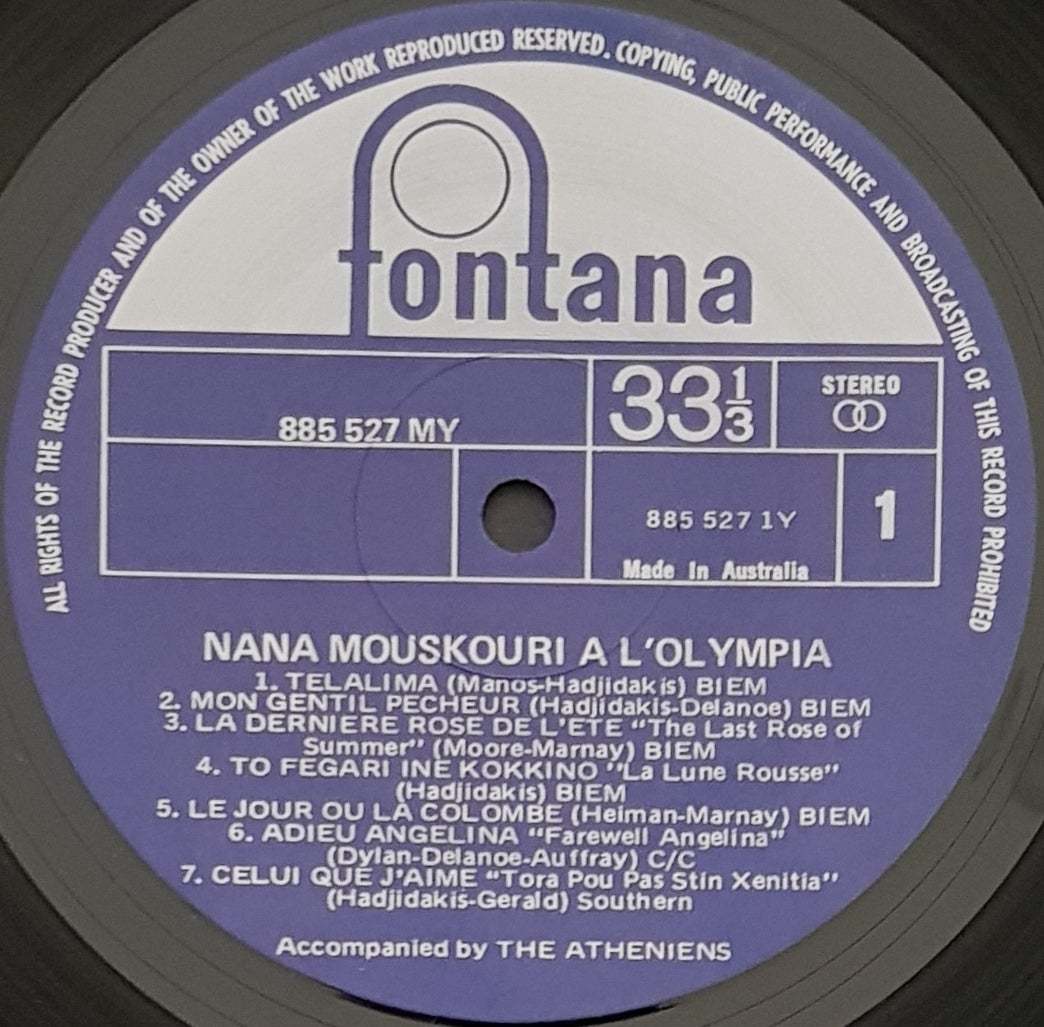 ALL RIGHTS OF THE RECORD PRODUCER AND OF THE OWNER OF THE WORK REPRODUCED RESERVED. COPYING, PUBLIC PERFORMANCE AND BROADCASTING OF THIS RECORD PROHIBITED
fontana
885 527 MY
33 1/3
STEREO
885 527 1Y
1
Made In Australia
NANA MOUSKOURI A L'OLYMPIA
1. TELALIMA (Manos-Hadjidakis) BIEM
2. MON GENTIL PECHEUR (Hadjidakis-Delanoe) BIEM
3. LA DERNIERE ROSE DE L'ETE "The Last Rose of
Summer" (Moore-Marnay) BIEM
4. TO FEGARI INE KOKKINO "La Lune Rousse"
(Hadjidakis) BIEM
5. LE JOUR OU LA COLOMBE (Heiman-Marnay) BIEM
6. ADIEU ANGELINA "Farewell Angelina"
(Dylan-Delanoe-Auffray) C/C
7. CELUI QUE J'AIME "Tora Pou Pas Stin Xenitia"
(Hadjidakis-Gerald) Southern
Accompanied by THE ATHENIENS